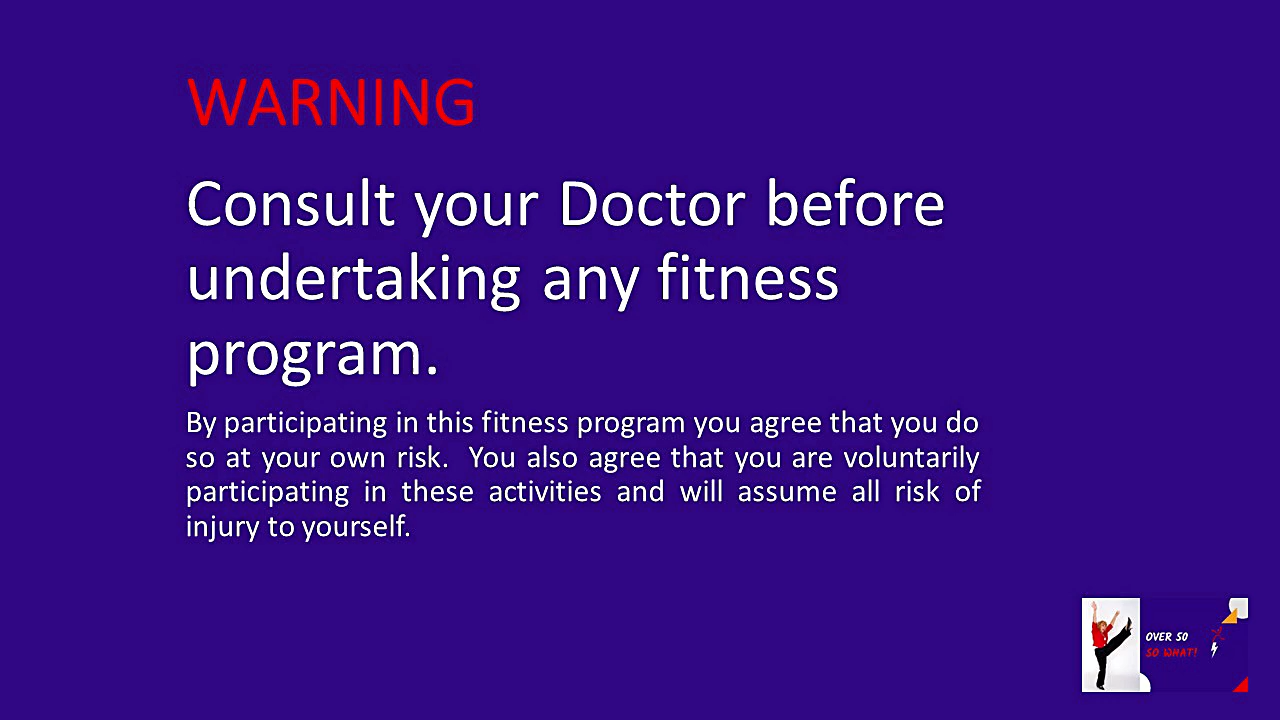 WARNING
Consult your Doctor before
undertaking any fitness
program.
By participating in this fitness program you agree that you do
so at your own risk.  You also agree that you are voluntarily
participating in these activities and will assume all risk of
injury to yourself.
OVER SO
SO WHAT!